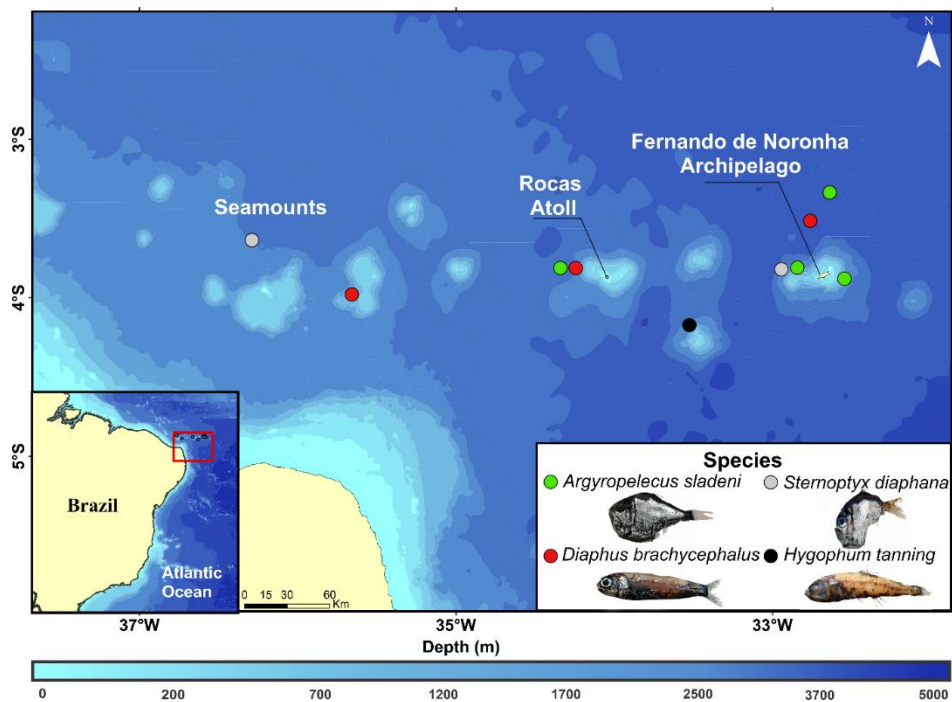 N
3°S
4°S
5°S
Seamounts
Rocas
Atoll
Fernando de Noronha
Archipelago
Brazil
Atlantic
Ocean
0 15 30 60
Km
Species
Argyropelecus sladeni
Sternoptyx diaphana
Diaphus brachycephalus
Hygophum tanning
37°W 35°W 33°W
Depth (m)
0 200 700 1200 1700 2500 3700 5000